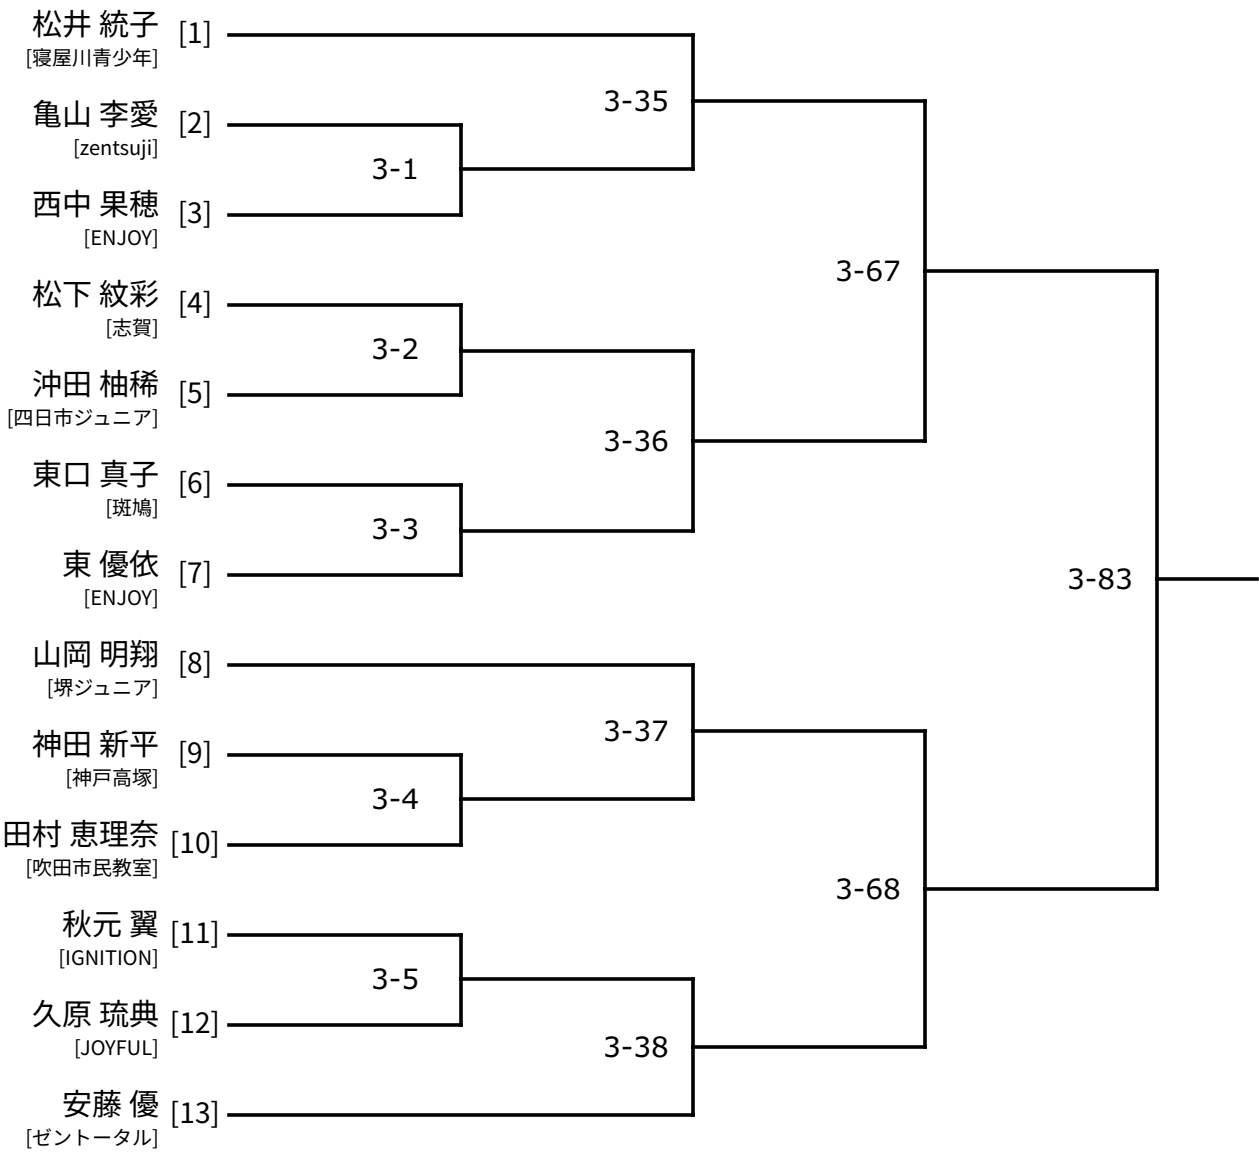 松井 統子 [1]
[寝屋川青少年]
3-35
亀山 李愛 [2]
[zentsuji]
3-1
西中 果穂 [3]
[ENJOY]
3-67
松下 紋彩 [4]
[志賀]
3-2
沖田 柚稀 [5]
[四日市ジュニア]
3-36
東口 真子 [6]
[斑鳩]
3-3
東 優依 [7]
[ENJOY]
3-83
山岡 明翔 [8]
[堺ジュニア]
3-37
神田 新平 [9]
[神戸高塚]
3-4
田村 恵理奈 [10]
[吹田市民教室]
3-68
秋元 翼 [11]
[IGNITION]
3-5
久原 琉典 [12]
[JOYFUL]
3-38
安藤 優 [13]
[ゼントータル]